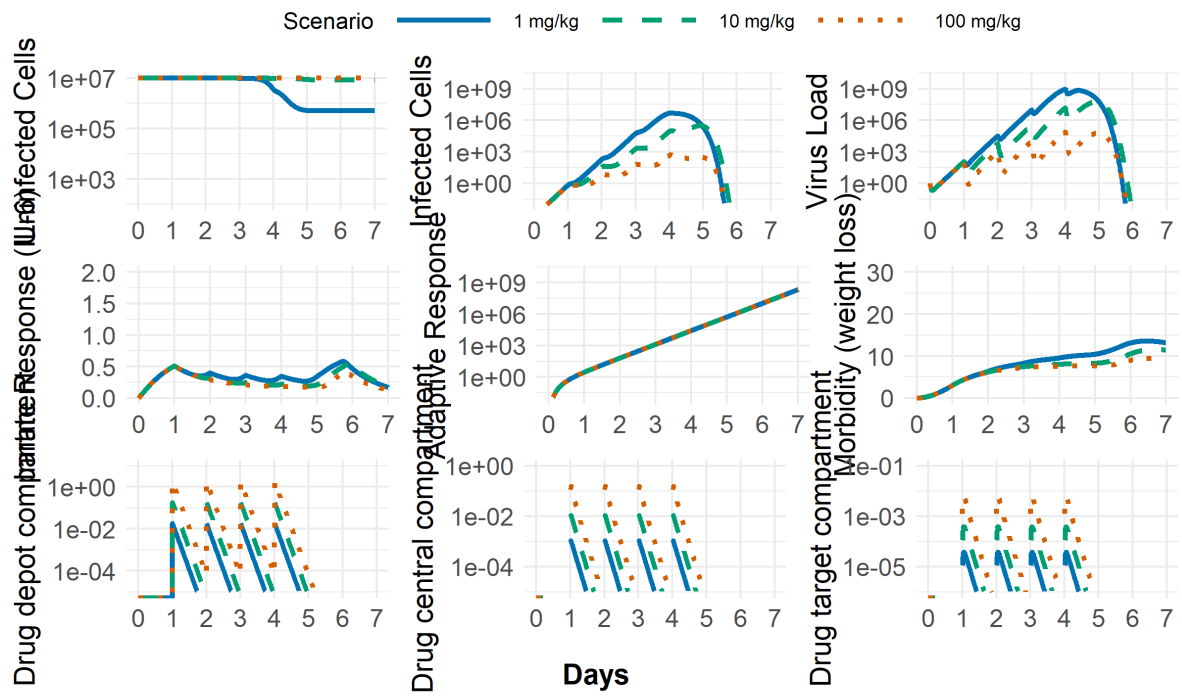 Scenario 1 mg/kg 10 mg/kg 100 mg/kg
Uninfected Cells
1e+07
1e+05
1e+03
0 1 2 3 4 5 6 7
Infected Cells
1e+09
1e+06
1e+03
1e+00
0 1 2 3 4 5 6 7
Virus Load
1e+09
1e+06
1e+03
1e+00
0 1 2 3 4 5 6 7
Innate Response
2.0
1.5
1.0
0.5
0.0
0 1 2 3 4 5 6 7
Adaptive Response
1e+09
1e+06
1e+03
1e+00
0 1 2 3 4 5 6 7
Morbidity (weight loss)
30
20
10
0
0 1 2 3 4 5 6 7
Drug depot compartment
1e+00
1e-02
1e-04
0 1 2 3 4 5 6 7
Drug central compartment
1e+00
1e-02
1e-04
0 1 2 3 4 5 6 7
Drug target compartment
1e-01
1e-03
1e-05
0 1 2 3 4 5 6 7
Days